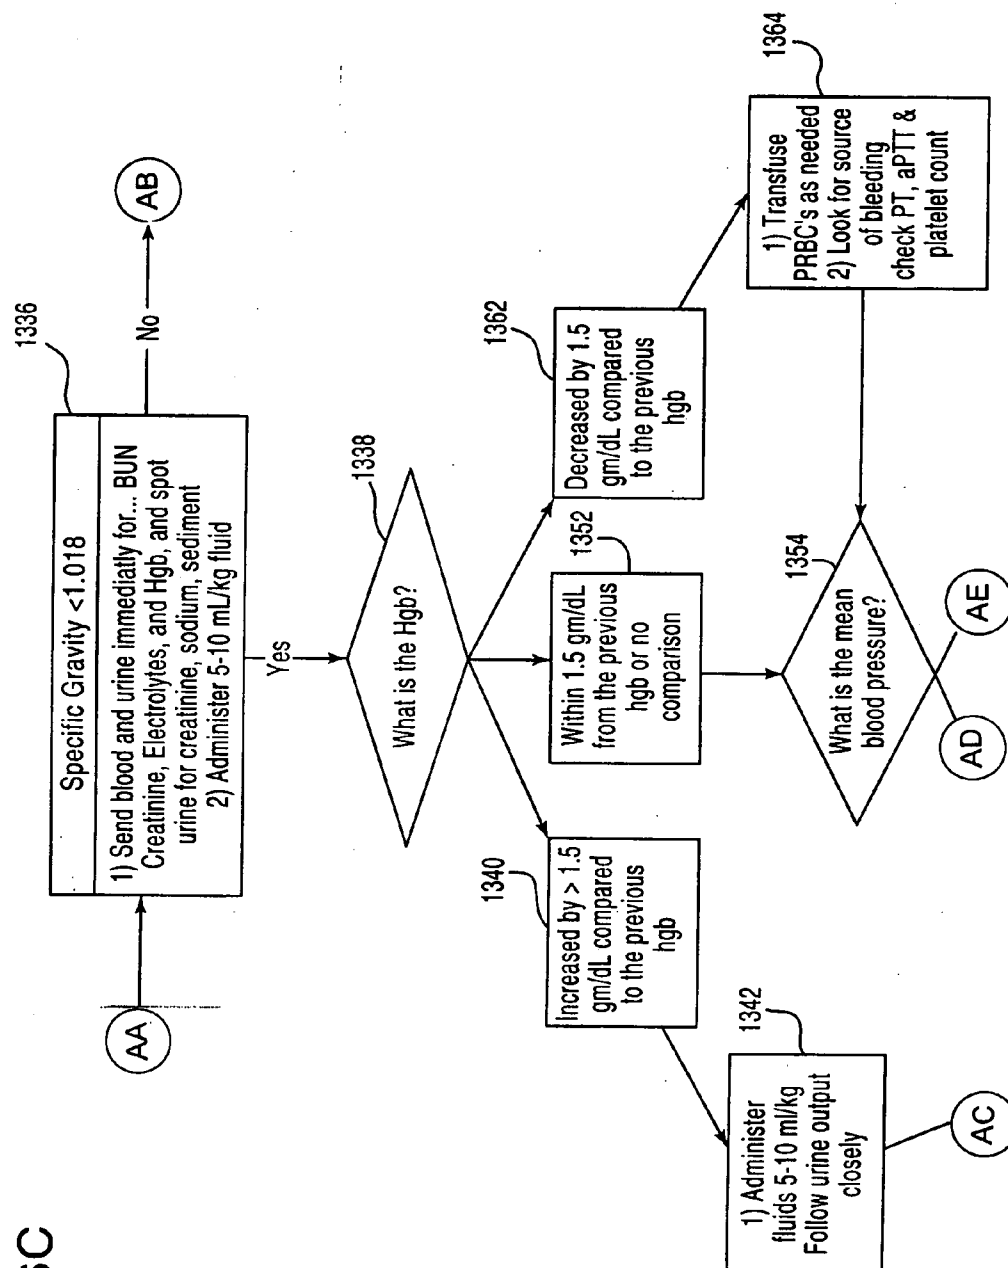 6C
AA
1336
Specific Gravity <1.018
1) Send blood and urine immediatly for... BUN
Creatinine, Electrolytes, and Hgb, and spot
urine for creatinine, sodium, sediment
2) Administer 5-10 mL/kg fluid
No
AB
Yes
1338
What is the Hgb?
1340
Increased by > 1.5
gm/dL compared
to the previous
hgb
1352
Within 1.5 gm/dL
from the previous
hgb or no
comparison
1362
Decreased by 1.5
gm/dL compared
to the previous
hgb
1342
1) Administer
fluids 5-10 ml/kg
Follow urine output
closely
AC
1354
What is the mean
blood pressure?
AD
AE
1364
1) Transfuse
PRBC's as needed
2) Look for source
of bleeding
check PT, aPTT &
platelet count